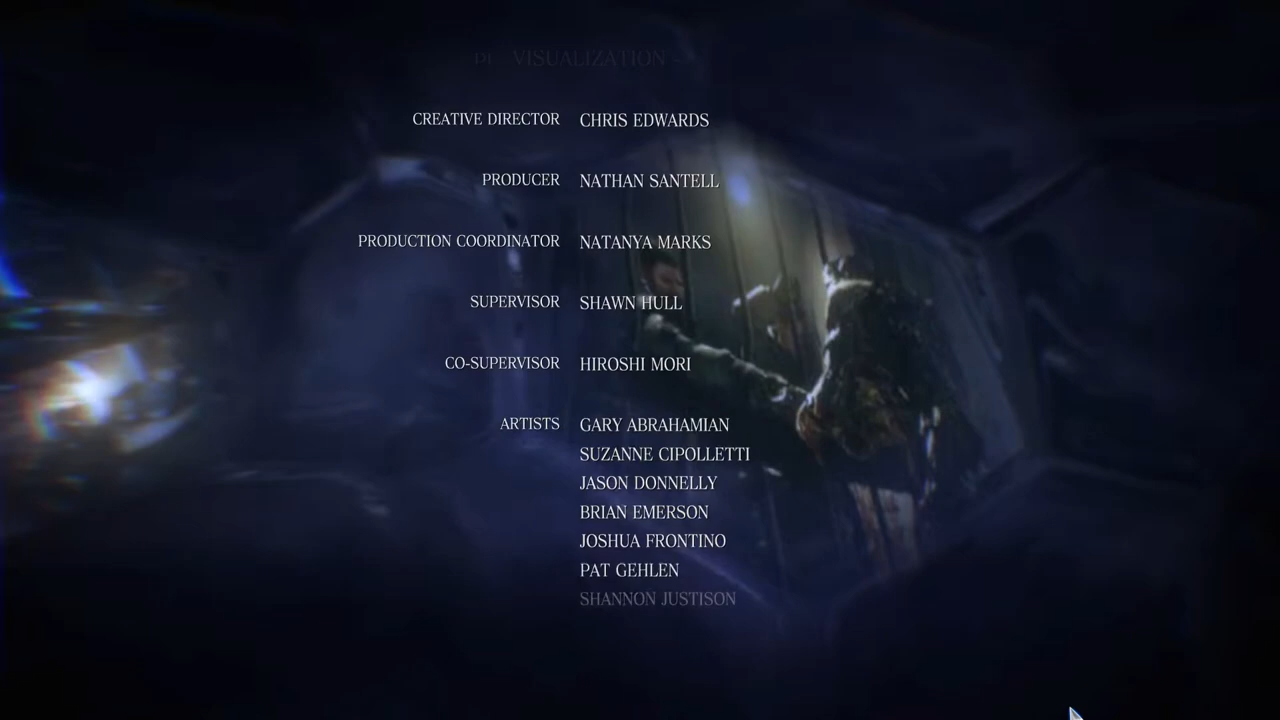 VISUALIZATION
CREATIVE DIRECTOR CHRIS EDWARDS
PRODUCER NATHAN SANTELL
PRODUCTION COORDINATOR NATANYA MARKS
SUPERVISOR SHAWN HULL
CO-SUPERVISOR HIROSHI MORI
ARTISTS GARY ABRAHAMIAN
SUZANNE CIPOLLETTI
JASON DONNELLY
BRIAN EMERSON
JOSHUA FRONTINO
PAT GEHLEN
SHANNON JUSTISON